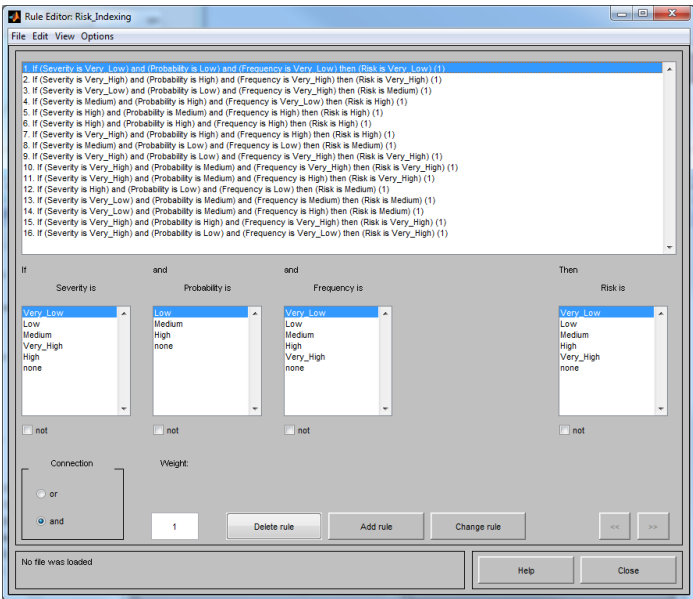 Rule Editor: Risk_Indexing
File Edit View Options
1. If (Severity is Very_Low) and (Probability is Low) and (Frequency is Very_Low) then (Risk is Very_Low) (1)
2. If (Severity is Very_High) and (Probability is High) and (Frequency is Very_High) then (Risk is Very_High) (1)
3. If (Severity is Very_Low) and (Probability is Low) and (Frequency is Very_High) then (Risk is Medium) (1)
4. If (Severity is Medium) and (Probability is High) and (Frequency is Very_Low) then (Risk is High) (1)
5. If (Severity is High) and (Probability is Medium) and (Frequency is High) then (Risk is High) (1)
6. If (Severity is High) and (Probability is High) and (Frequency is High) then (Risk is High) (1)
7. If (Severity is Very_High) and (Probability is High) and (Frequency is High) then (Risk is High) (1)
8. If (Severity is Medium) and (Probability is Low) and (Frequency is Low) then (Risk is Medium) (1)
9. If (Severity is Very_High) and (Probability is Low) and (Frequency is Very_High) then (Risk is Very_High) (1)
10. If (Severity is Very_High) and (Probability is Medium) and (Frequency is Very_High) then (Risk is Very_High) (1)
11. If (Severity is Very_High) and (Probability is Medium) and (Frequency is High) then (Risk is Very_High) (1)
12. If (Severity is High) and (Probability is Low) and (Frequency is Low) then (Risk is Medium) (1)
13. If (Severity is Very_Low) and (Probability is Medium) and (Frequency is Medium) then (Risk is Medium) (1)
14. If (Severity is Very_Low) and (Probability is Medium) and (Frequency is High) then (Risk is Medium) (1)
15. If (Severity is Very_High) and (Probability is High) and (Frequency is Very_Low) then (Risk is Very_High) (1)
16. If (Severity is Very_High) and (Probability is Low) and (Frequency is Very_Low) then (Risk is Very_High) (1)
If and and Then
Severity is Probability is Frequency is Risk is
Very_Low Low Very_Low Very_Low
Low Medium Low Low
Medium High Medium Medium
Very_High none High High
High Very_High Very_High
none none none
not not not not
Connection Weight:
or
and 1 Delete rule Add rule Change rule << >>
No file was loaded Help Close